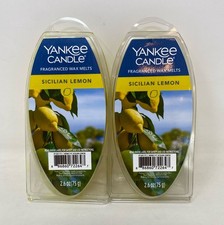 YANKEE
CANDLE
FRAGRANCED WAX MELTS
SICILIAN LEMON
2.6 OZ (75 g)
YANKEE
CANDLE
FRAGRANCED WAX MELTS
SICILIAN LEMON
2.6 OZ (75 g)